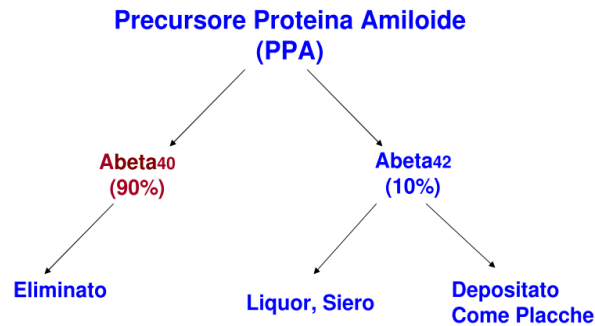 Precursore Proteina Amiloide
(PPA)
Abeta40
(90%)
Abeta42
(10%)
Eliminato
Liquor, Siero
Depositato
Come Placche